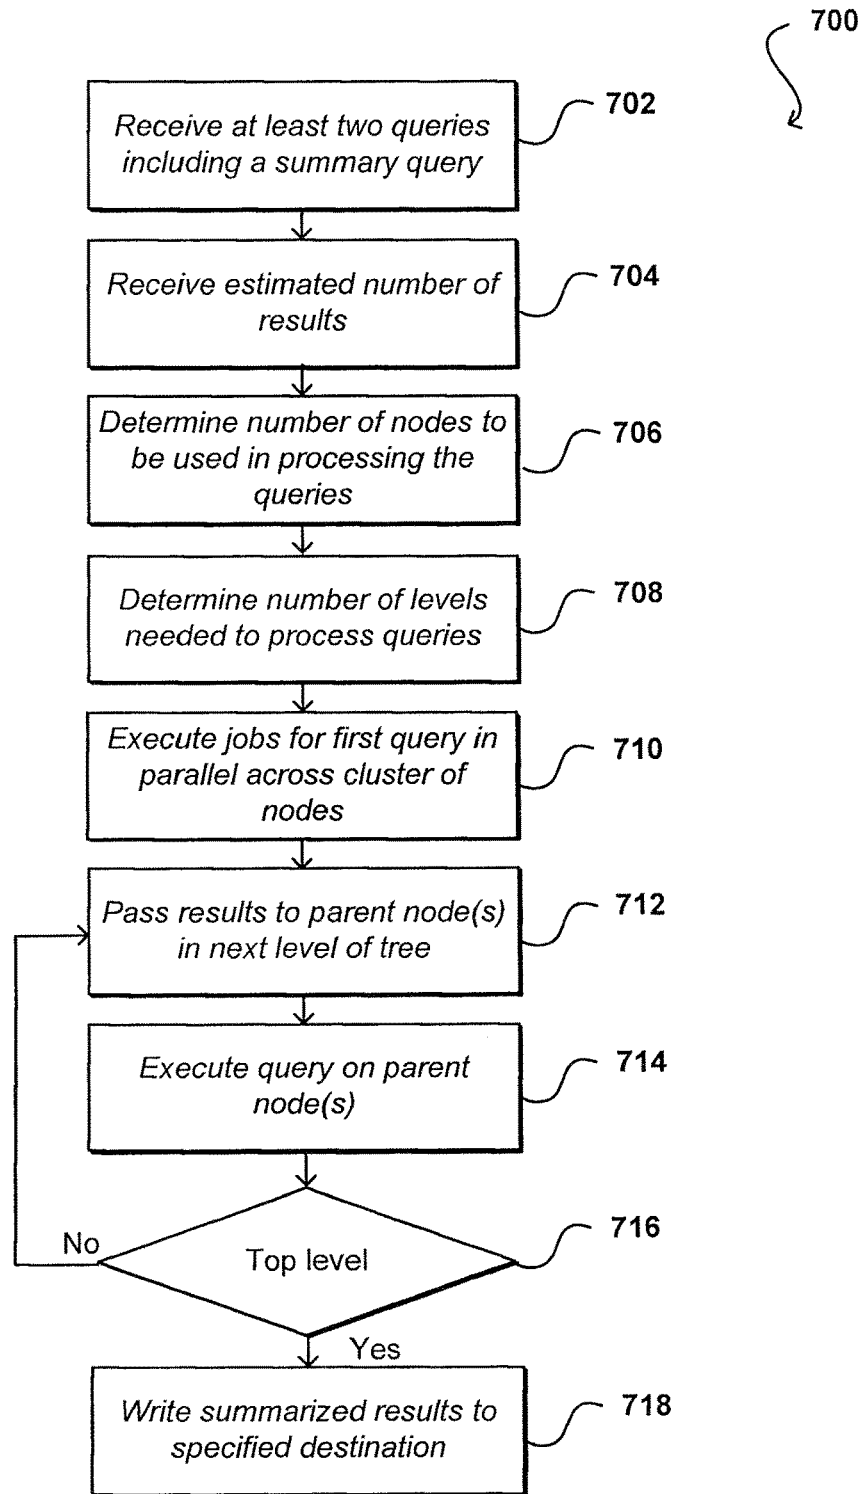 700
Receive at least two queries
including a summary query
702
Receive estimated number of
results
704
Determine number of nodes to
be used in processing the
queries
706
Determine number of levels
needed to process queries
708
Execute jobs for first query in
parallel across cluster of
nodes
710
Pass results to parent node(s)
in next level of tree
712
Execute query on parent
node(s)
714
No
Top level
716
Yes
Write summarized results to
specified destination
718